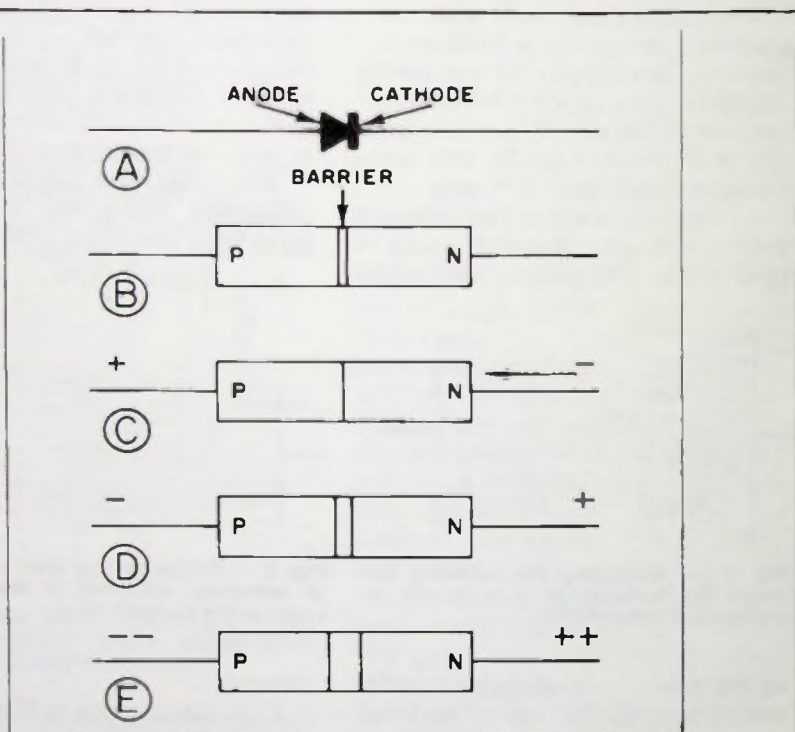 ANODE CATHODE
A
BARRIER
P N
B
+ -
P N
C
- +
P N
D
-- ++
P N
E